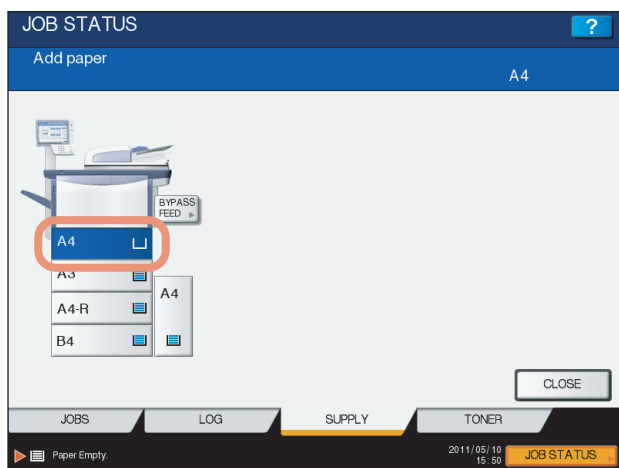 JOB STATUS
?
Add paper
A4
BYPASS
FEED
A4
A3
A4-R
A4
B4
CLOSE
JOBS
LOG
SUPPLY
TONER
Paper Empty.
2011/05/10
15:50
JOB STATUS